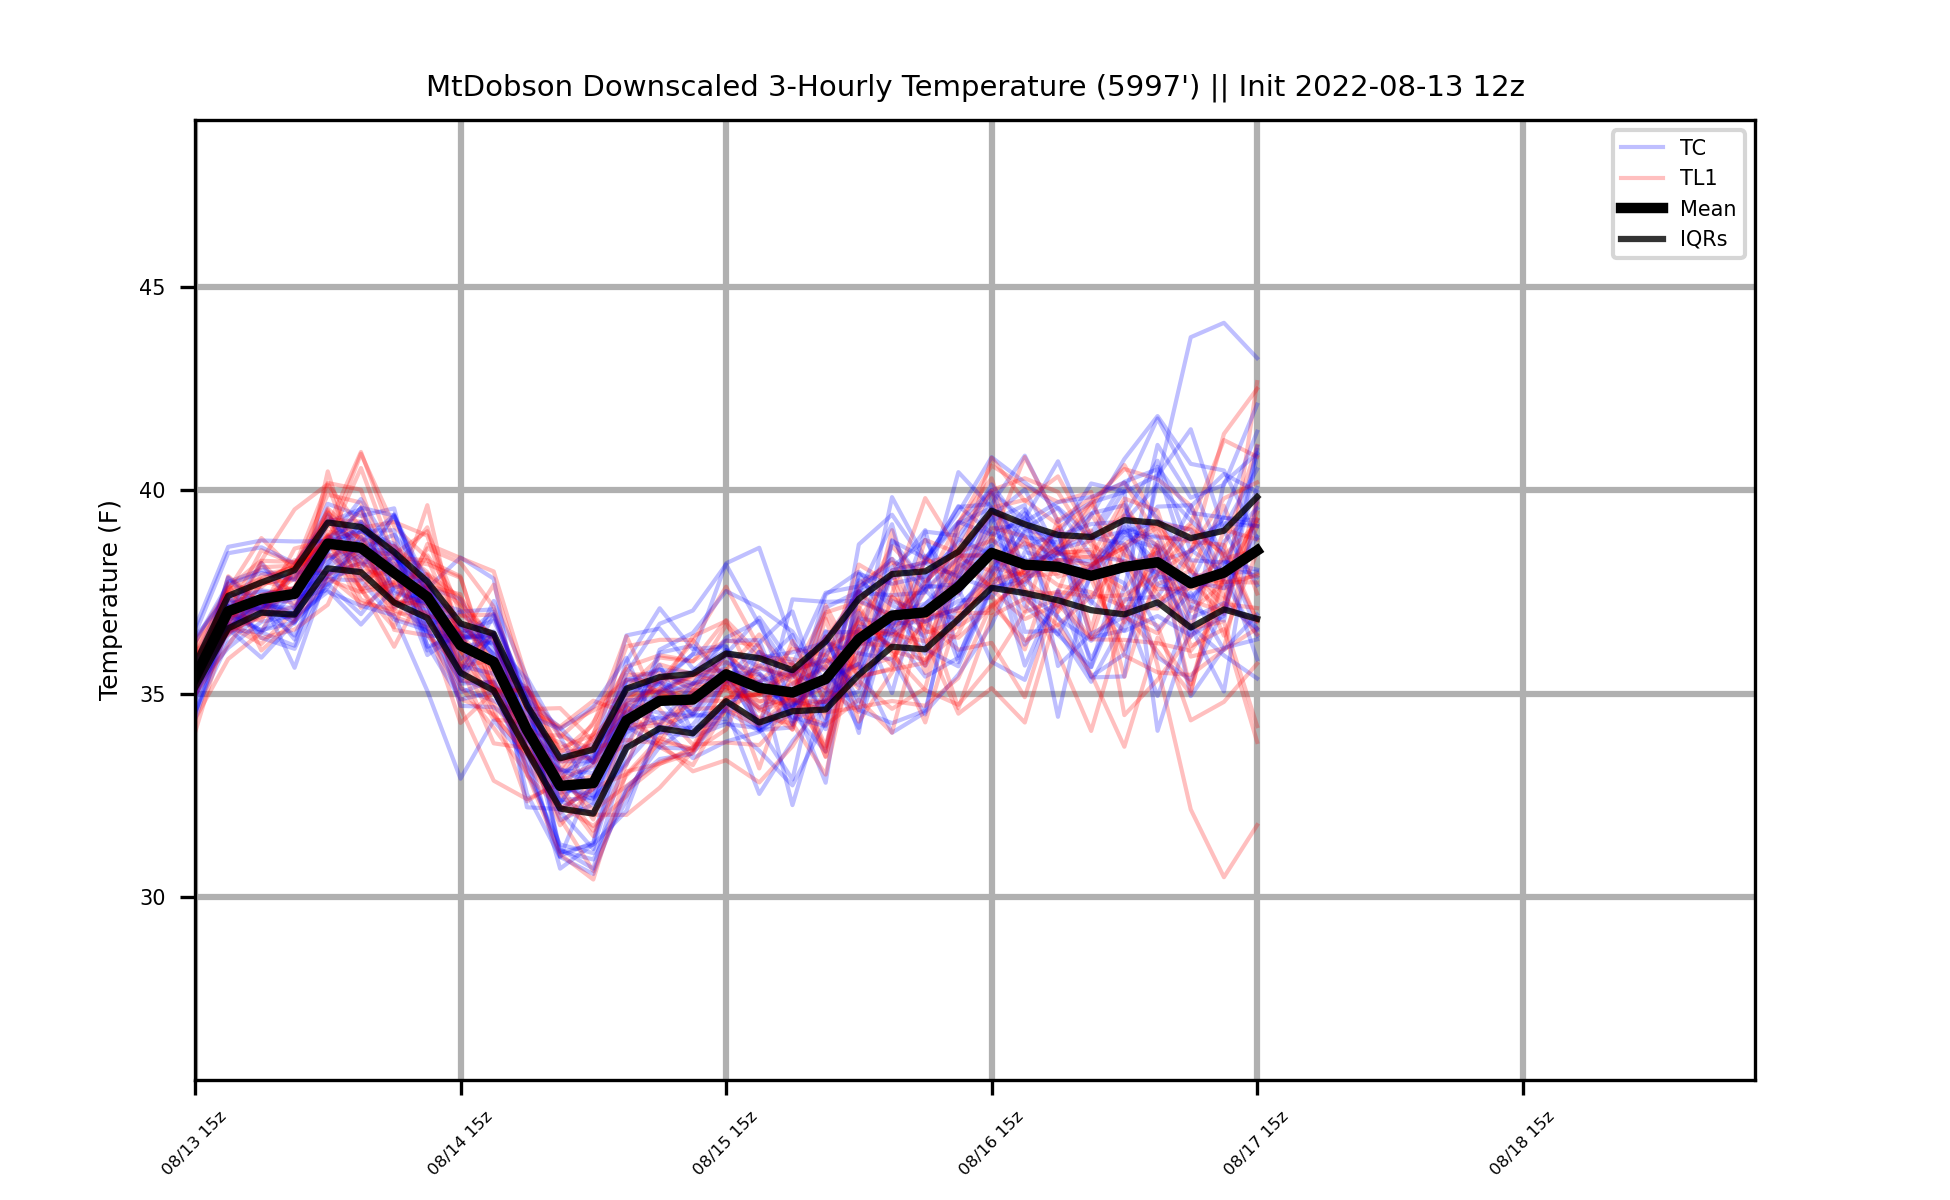 MtDobson Downscaled 3-Hourly Temperature (5997') || Init 2022-08-13 12z
TC
TL1
Mean
IQRs
Temperature (F)
45
40
35
30
08/13 15z
08/14 15z
08/15 15z
08/16 15z
08/17 15z
08/18 15z